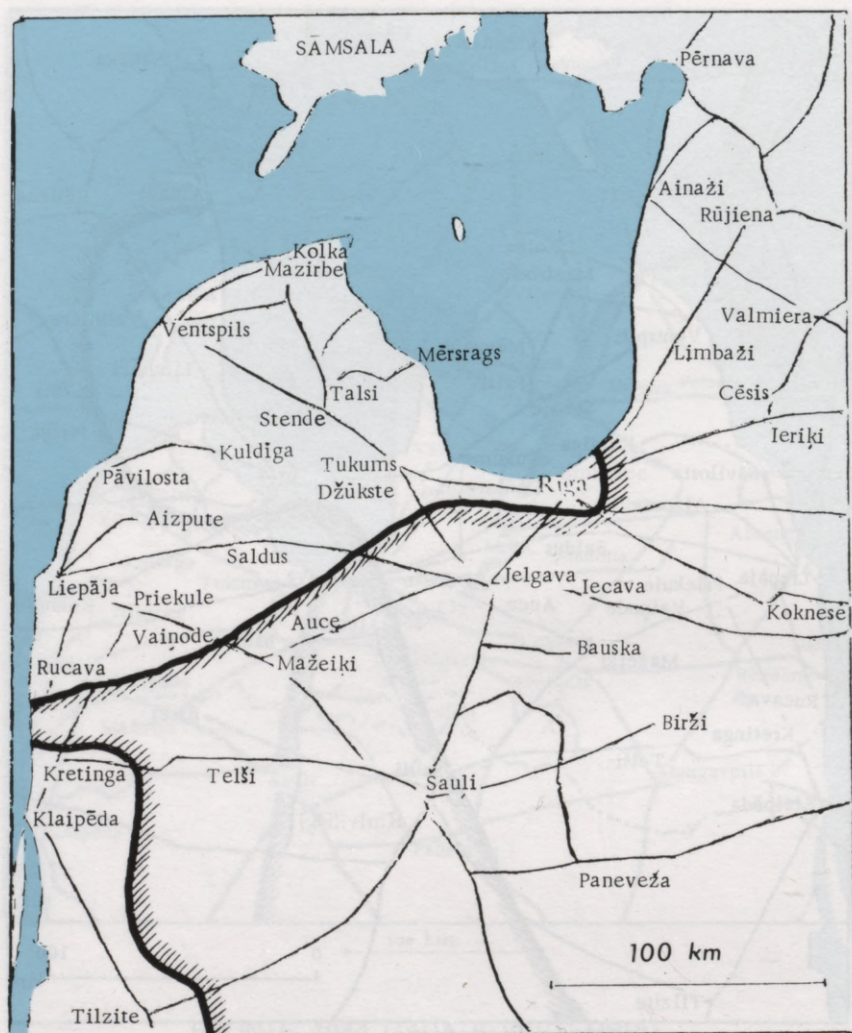 SĀMSALA
Pērnava
Ainaži
Rūjiena
Kolka
Mazirbe
Ventspils
Valmiera
Mērsrags
Limbaži
Talsi
Cēsis
Stende
Ieriķi
Kuldīga
Tukums
Džūkste
Pāvilosta
Rīga
Aizpute
Saldus
Liepāja
Jelgava
Iecava
Priekule
Koknese
Auce
Vainode
Bauska
Rucava
Mažeiķi
Birži
Kretinga
Telši
Šauli
Klaipēda
Paneveža
100 km
Tilzite